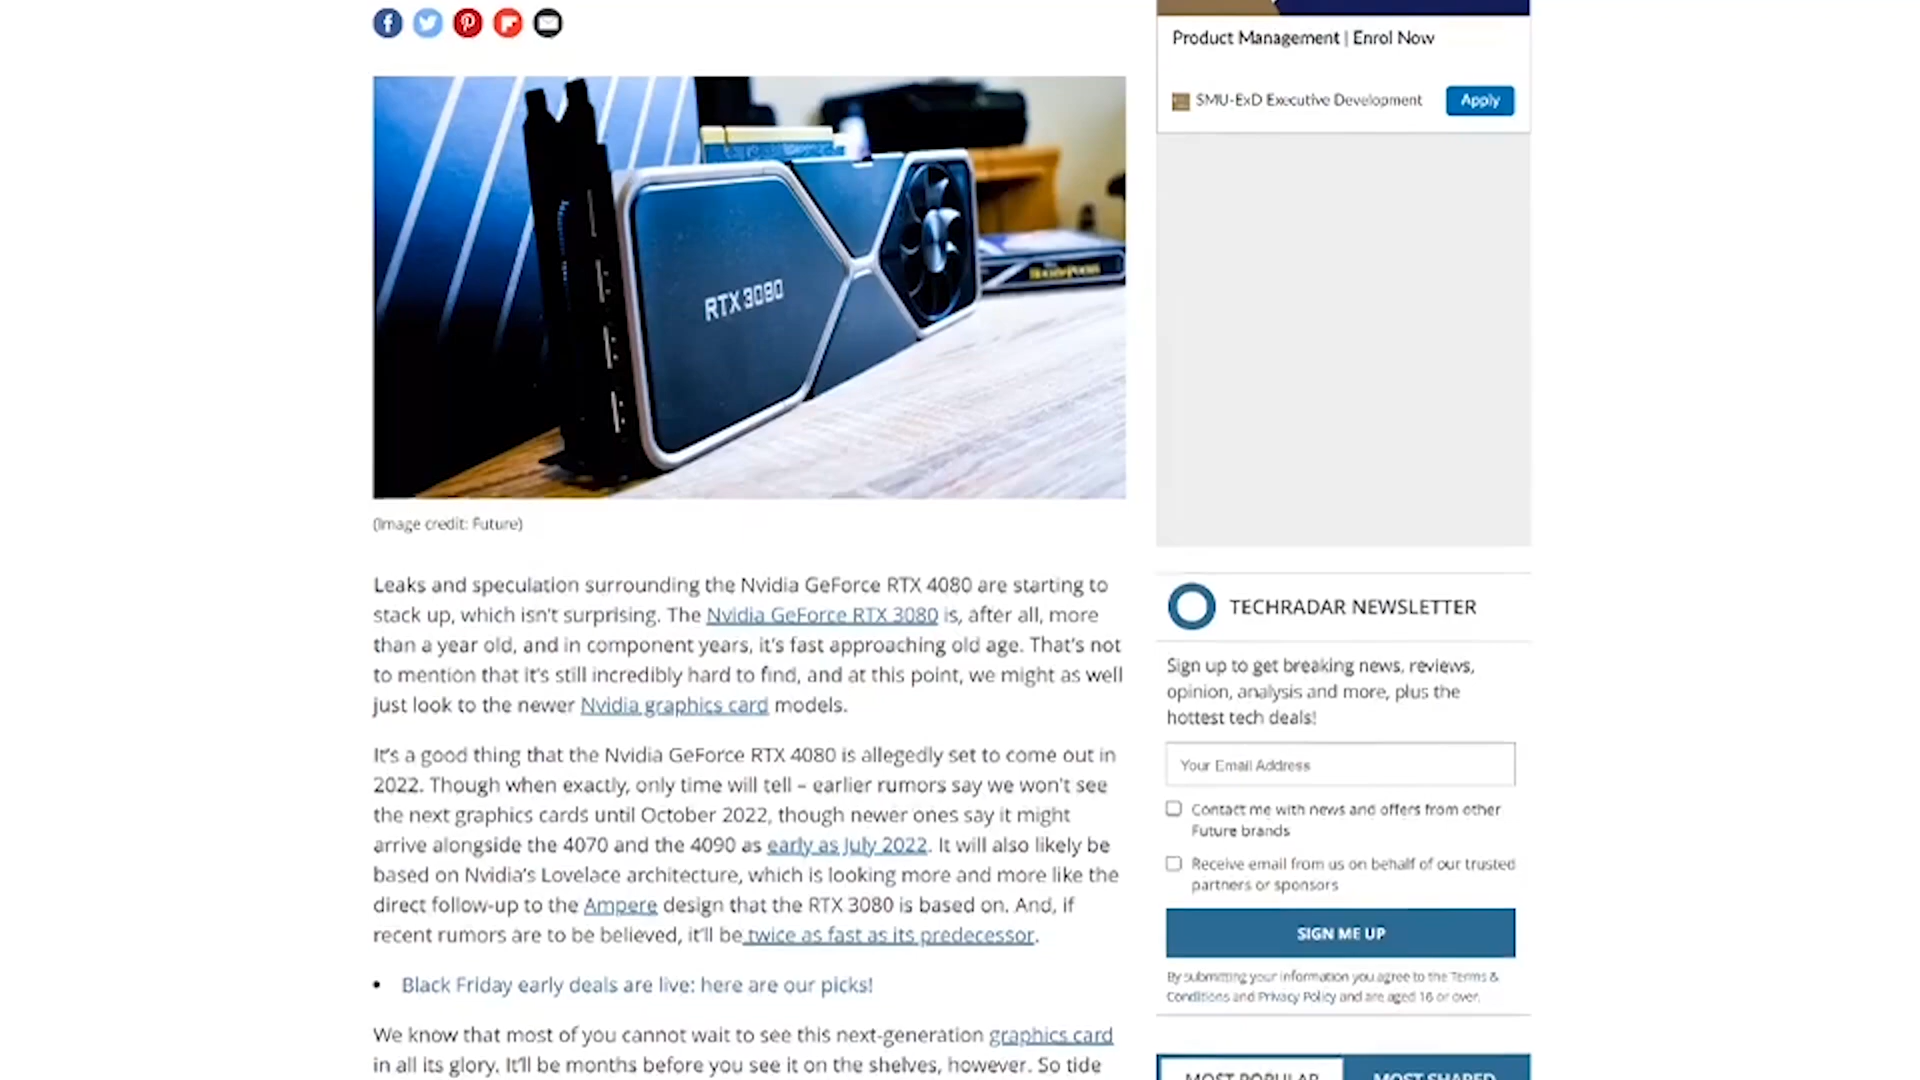 Product Management | Enrol Now
SMU-ExD Executive Development
Apply
RTX 3080
(Image credit: Future)
Leaks and speculation surrounding the Nvidia GeForce RTX 4080 are starting to
stack up, which isn't surprising. The Nvidia GeForce RTX 3080 is, after all, more
than a year old, and in component years, it's fast approaching old age. That's not
to mention that it's still incredibly hard to find, and at this point, we might as well
just look to the newer Nvidia graphics card models.
It's a good thing that the Nvidia GeForce RTX 4080 is allegedly set to come out in
2022. Though when exactly, only time will tell – earlier rumors say we won't see
the next graphics cards until October 2022, though newer ones say it might
arrive alongside the 4070 and the 4090 as early as July 2022. It will also likely be
based on Nvidia's Lovelace architecture, which is looking more and more like the
direct follow-up to the Ampere design that the RTX 3080 is based on. And, if
recent rumors are to be believed, it'll be twice as fast as its predecessor.
• Black Friday early deals are live: here are our picks!
We know that most of you cannot wait to see this next-generation graphics card
in all its glory. It'll be months before you see it on the shelves, however. So tide
TECHRADAR NEWSLETTER
Sign up to get breaking news, reviews,
opinion, analysis and more, plus the
hottest tech deals!
Your Email Address
Contact me with news and offers from other
Future brands
Receive email from us on behalf of our trusted
partners or sponsors
SIGN ME UP
By submitting your information you agree to the Terms &
Conditions and Privacy Policy and are aged 16 or over.
MOST POPULAR
MOST SHARED